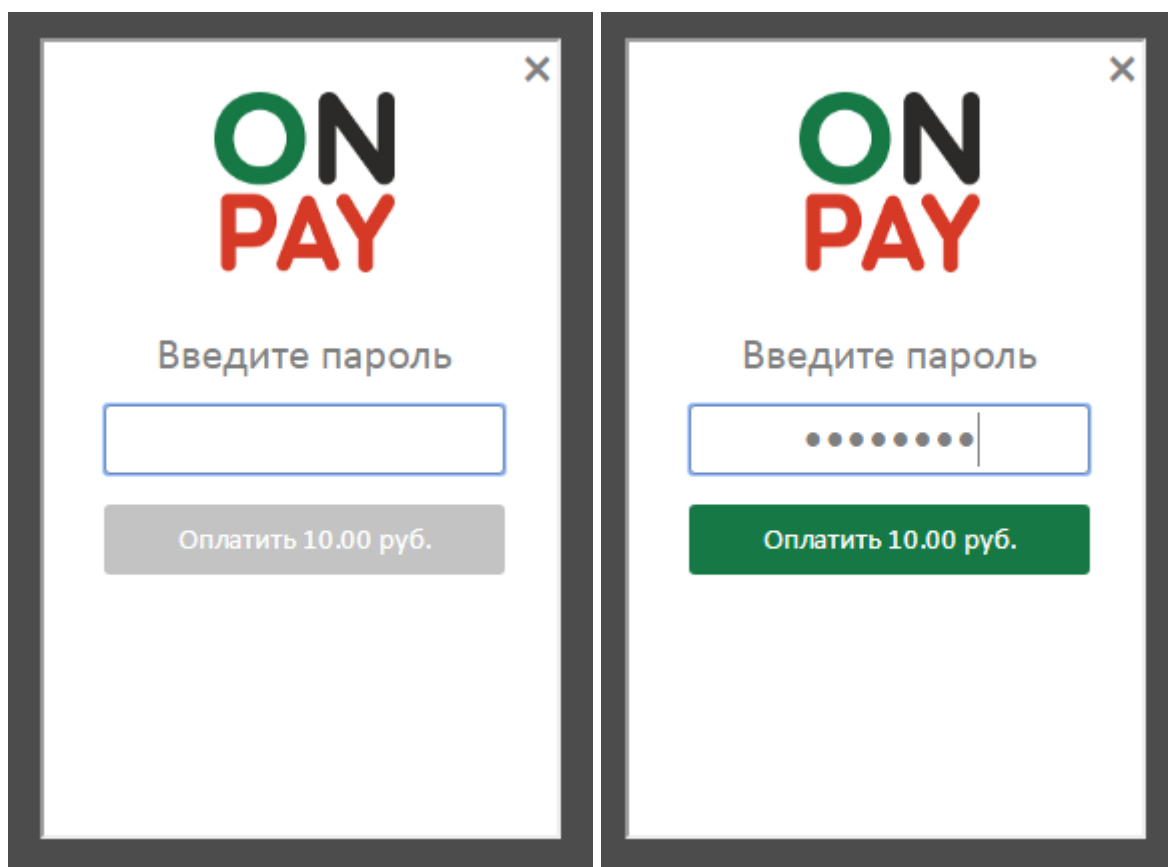 ON
PAY
Введите пароль
Оплатить 10.00 руб.
ON
PAY
Введите пароль
••••••••
Оплатить 10.00 руб.